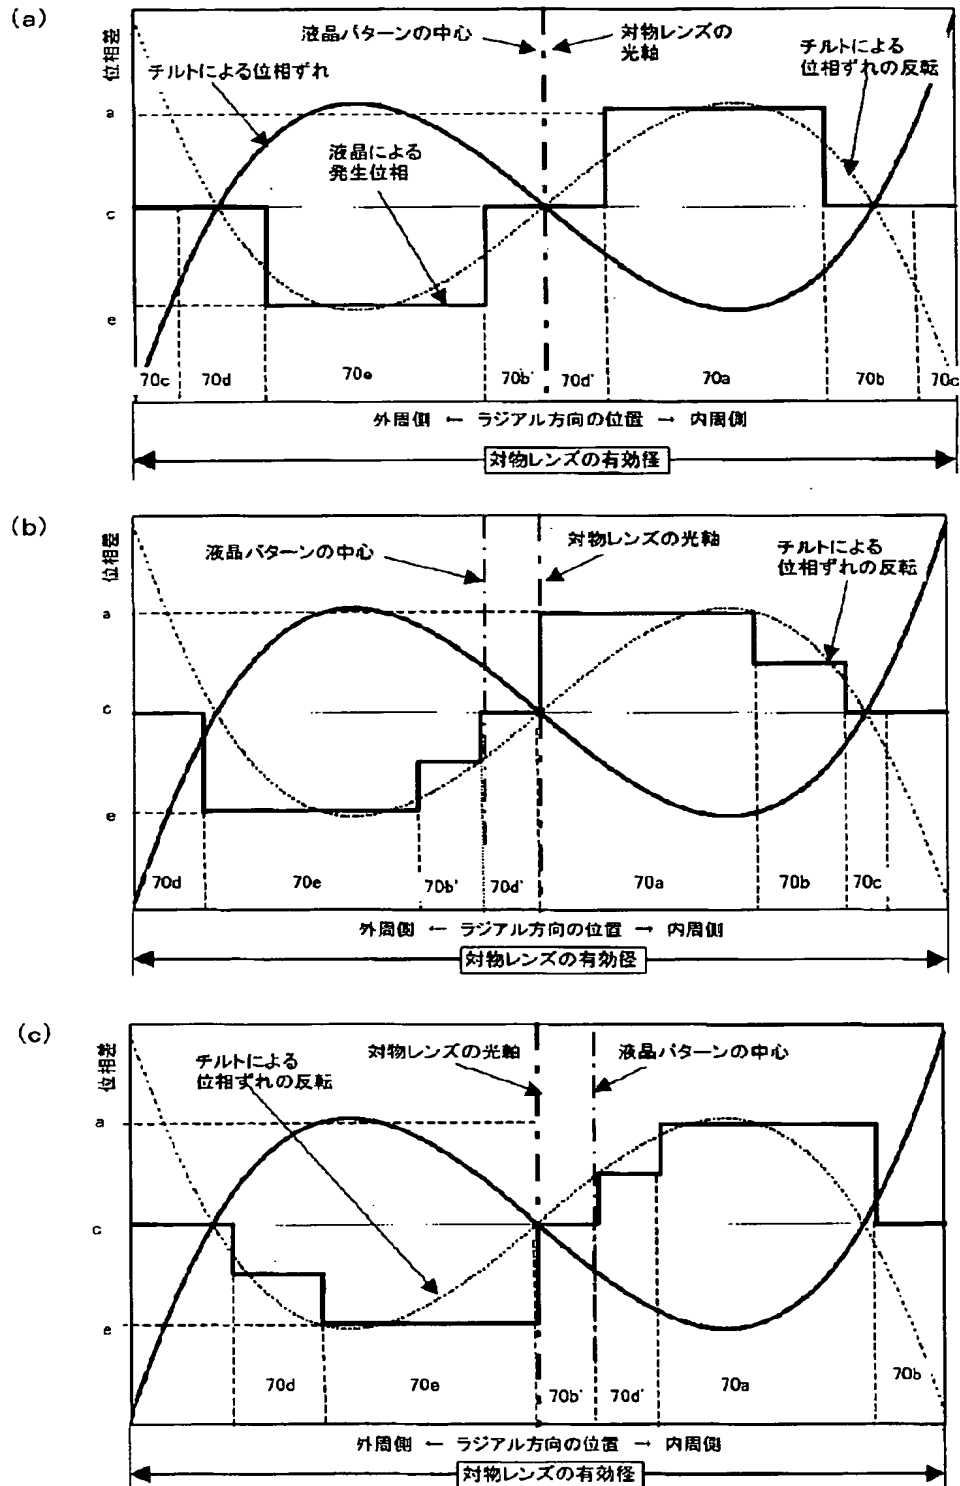 (a)
位相差
液晶パターンの中心
対物レンズの
光軸
チルトによる
位相ずれの反転
チルトによる位相ずれ
a
液晶による
発生位相
c
e
70c
70d
70e
70b'
70d'
70a
70b
70c
外周側 ← ラジアル方向の位置 → 内周側
対物レンズの有効径
(b)
位相差
液晶パターンの中心
対物レンズの光軸
チルトによる
位相ずれの反転
a
c
e
70d
70e
70b'
70d'
70a
70b
70c
外周側 ← ラジアル方向の位置 → 内周側
対物レンズの有効径
(c)
位相差
チルトによる
位相ずれの反転
対物レンズの光軸
液晶パターンの中心
a
c
e
70d
70e
70b'
70d'
70a
70b
外周側 ← ラジアル方向の位置 → 内周側
対物レンズの有効径